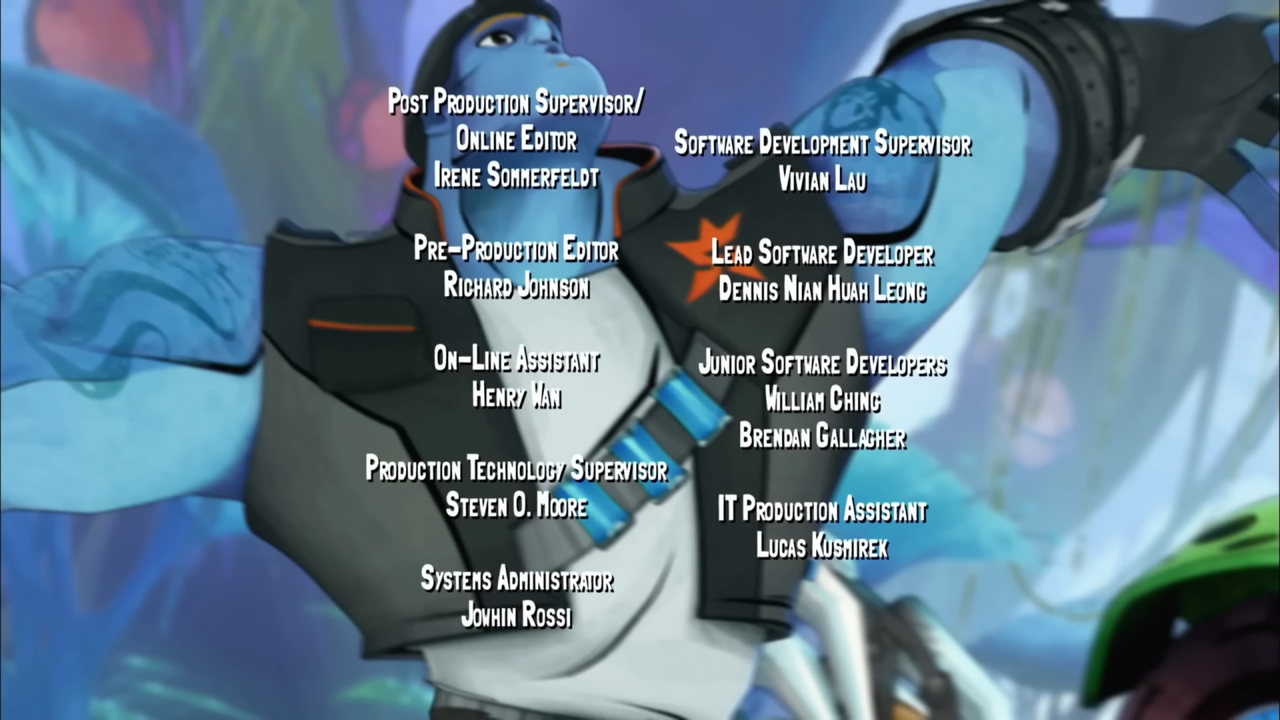 Post Production Supervisor/
Online Editor
Irene Sommerfeldt
Pre-Production Editor
Richard Johnson
On-Line Assistant
Henry Wan
Production Technology Supervisor
Steven O. Moore
Systems Administrator
Jowhin Rossi
Software Development Supervisor
Vivian Lau
Lead Software Developer
Dennis Nian Huah Leong
Junior Software Developers
William Ching
Brendan Gallagher
IT Production Assistant
Lucas Kusmirek